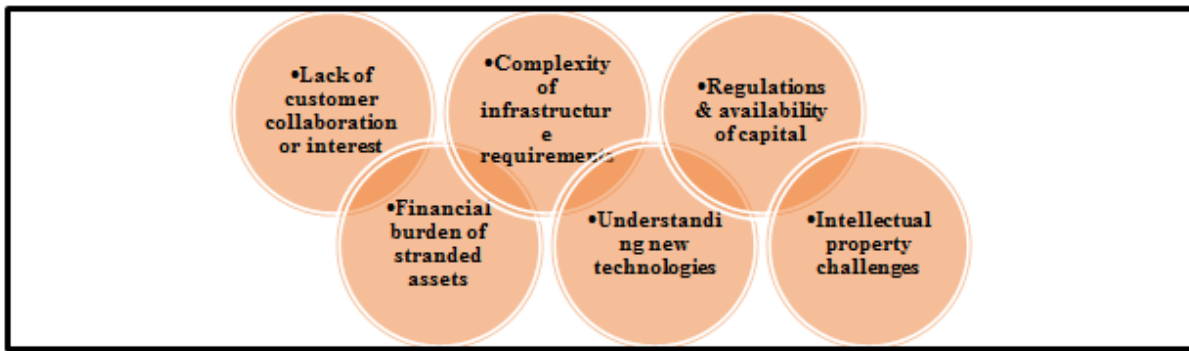 •Lack of
customer
collaboration
or interest
•Financial
burden of
stranded
assets
•Complexity
of
infrastructur
e
requirements
•Understandi
ng new
technologies
•Regulations
& availability
of capital
•Intellectual
property
challenges